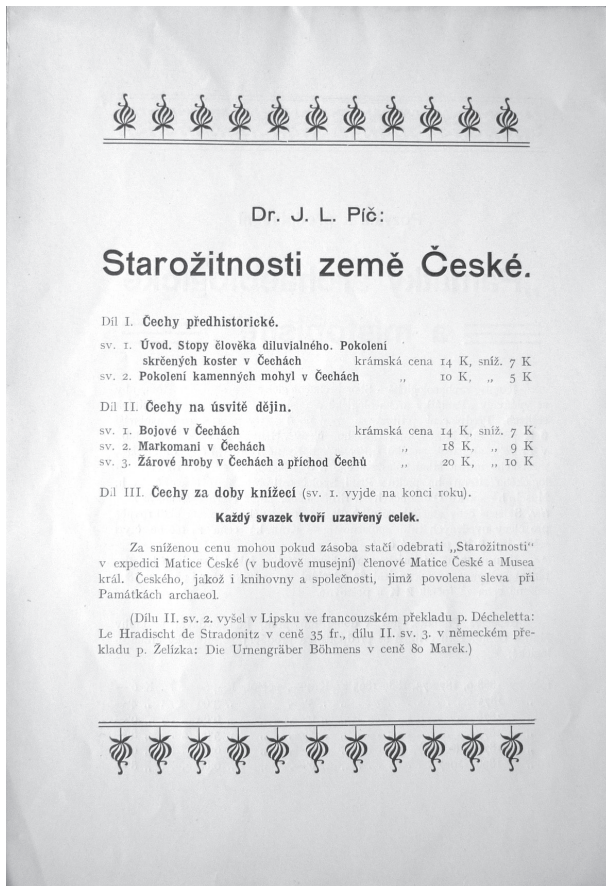 Dr. J. L. Píč:
Starožitnosti země České.
Díl I. Čechy předhistorické.
sv. 1. Úvod. Stopy člověka diluvialného. Pokolení
skrčených koster v Čechách krámská cena 14 K, sníž. 7 K
sv. 2. Pokolení kamenných mohyl v Čechách „ 10 K, „ 5 K
Díl II. Čechy na úsvitě dějin.
sv. 1. Bojové v Čechách krámská cena 14 K, sníž. 7 K
sv. 2. Markomani v Čechách „ 18 K, „ 9 K
sv. 3. Žárové hroby v Čechách a příchod Čechů „ 20 K, „ 10 K
Díl III. Čechy za doby knížecí (sv. 1. vyjde na konci roku).
Každý svazek tvoří uzavřený celek.
Za sníženou cenu mohou pokud zásoba stačí odebrati „Starožitnosti“
v expedici Matice České (v budově musejní) členové Matice České a Musea
král. Českého, jakož i knihovny a společnosti, jimž povolena sleva při
Památkách archaeol.
(Dílu II. sv. 2. vyšel v Lipsku ve francouzském překladu p. Décheletta:
Le Hradischt de Stradonitz v ceně 35 fr., dílu II. sv. 3. v německém pře-
kladu p. Želízka: Die Urnengräber Böhmens v ceně 80 Marek.)